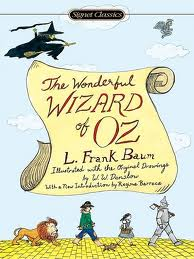 Signet Classics
The Wonderful
WIZARD
of OZ
L. Frank Baum
Illustrated with the Original Drawings
by W. W. Denslow
With a New Introduction by Regina Barreca